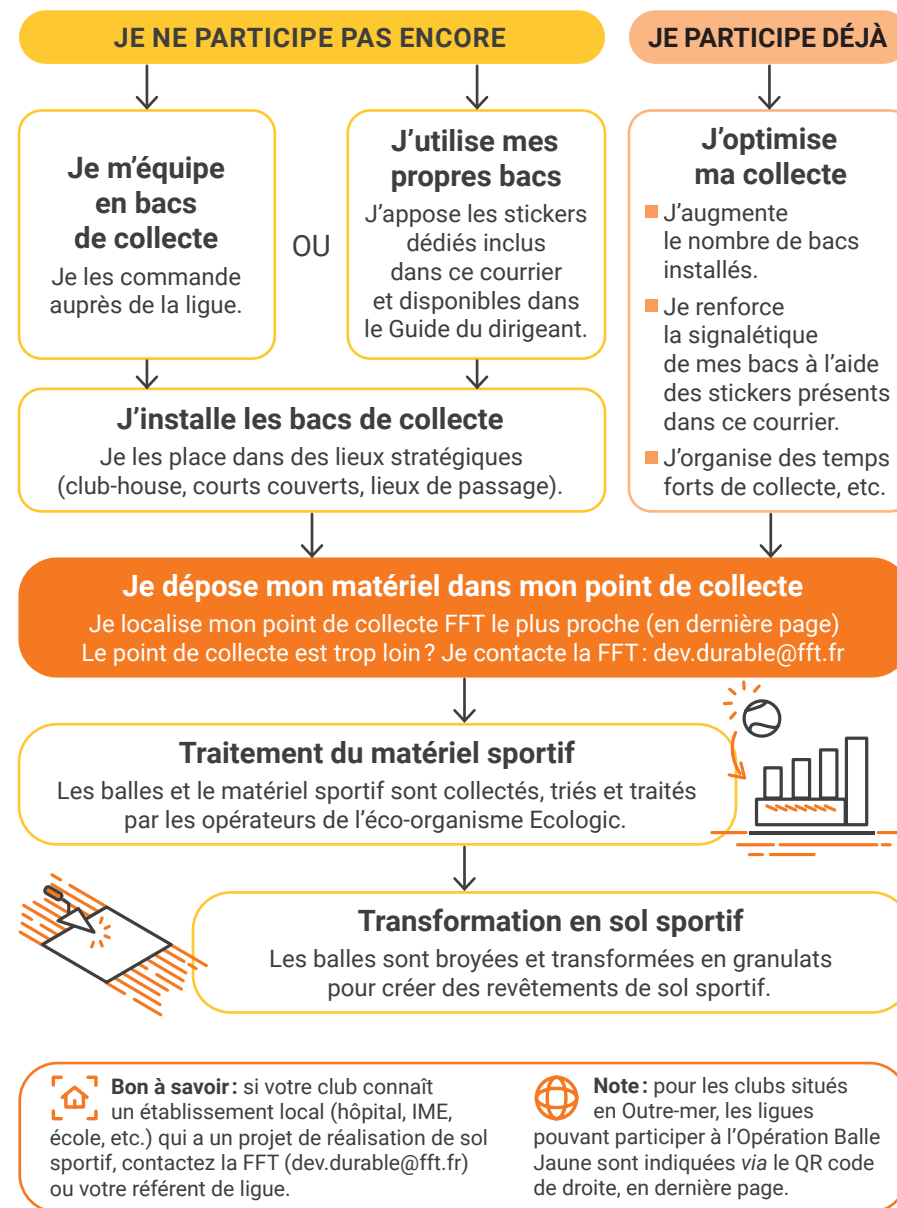 JE NE PARTICIPE PAS ENCORE
Je m’équipe
en bacs
de collecte
Je les commande
auprès de la ligue.
OU
J’utilise mes
propres bacs
J’appose les stickers
dédiés inclus
dans ce courrier
et disponibles dans
le Guide du dirigeant.
J’installe les bacs de collecte
Je les place dans des lieux stratégiques
(club-house, courts couverts, lieux de passage).
JE PARTICIPE DÉJÀ
J’optimise
ma collecte
J’augmente
le nombre de bacs
installés.
Je renforce
la signalétique
de mes bacs à l’aide
des stickers présents
dans ce courrier.
J’organise des temps
forts de collecte, etc.
Je dépose mon matériel dans mon point de collecte
Je localise mon point de collecte FFT le plus proche (en dernière page)
Le point de collecte est trop loin ? Je contacte la FFT : dev.durable@fft.fr
Traitement du matériel sportif
Les balles et le matériel sportif sont collectés, triés et traités
par les opérateurs de l’éco-organisme Ecologic.
Transformation en sol sportif
Les balles sont broyées et transformées en granulats
pour créer des revêtements de sol sportif.
Bon à savoir : si votre club connaît
un établissement local (hôpital, IME,
école, etc.) qui a un projet de réalisation de sol
sportif, contactez la FFT (dev.durable@fft.fr)
ou votre référent de ligue.
Note : pour les clubs situés
en Outre-mer, les ligues
pouvant participer à l’Opération Balle
Jaune sont indiquées via le QR code
de droite, en dernière page.